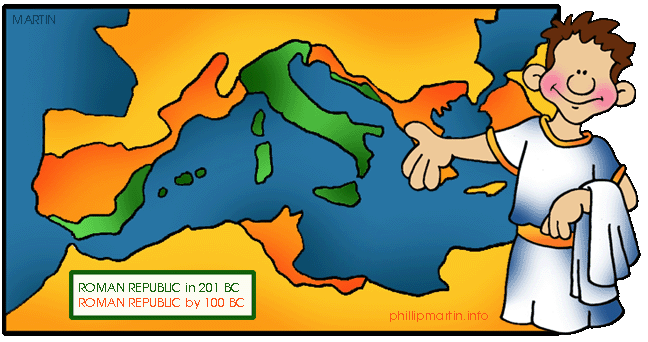 MARTIN
ROMAN REPUBLIC in 201 BC
ROMAN REPUBLIC by 100 BC
phillipmartin.info